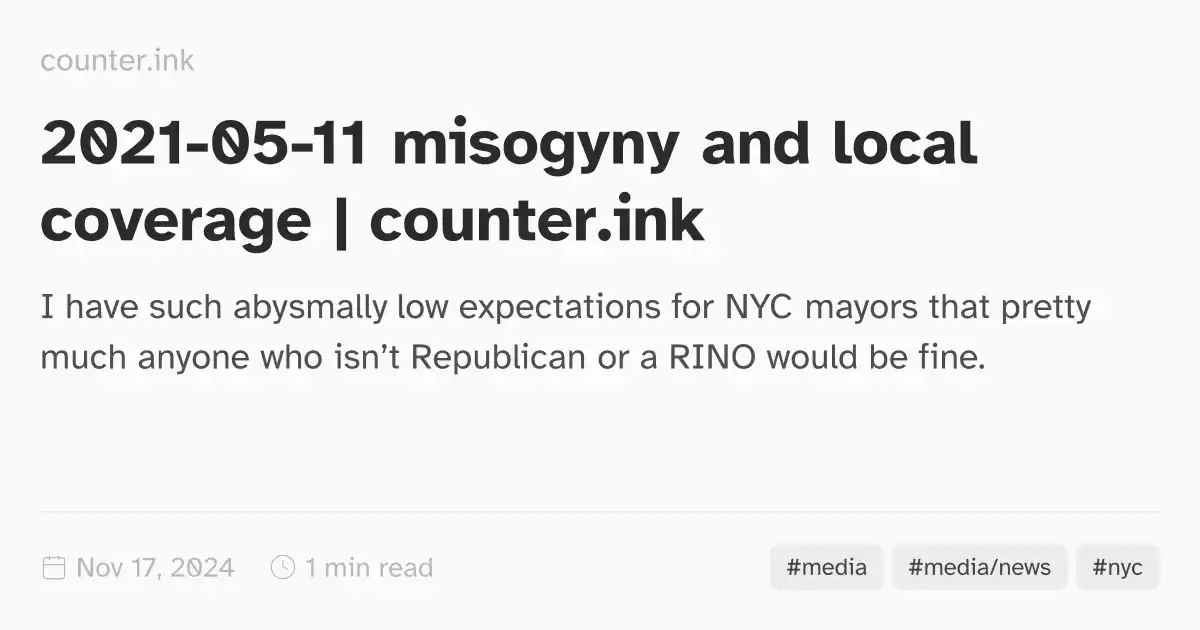 counter.ink
2021-05-11 misogyny and local
coverage | counter.ink
I have such abysmally low expectations for NYC mayors that pretty
much anyone who isn’t Republican or a RINO would be fine.
Nov 17, 2024 1 min read #media #media/news #nyc